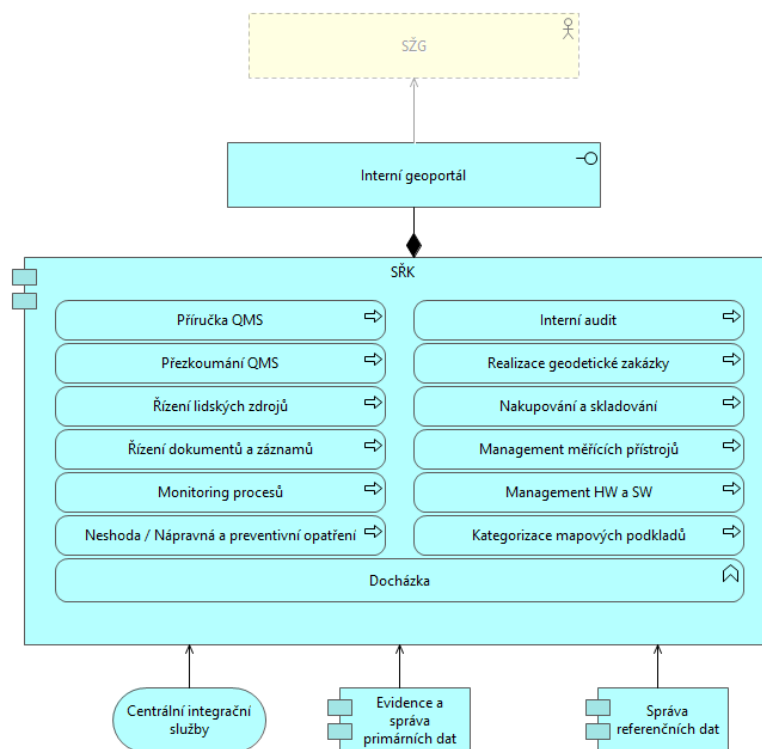 SŽG
Interní geoportál
SŘK
Příručka QMS
Interní audit
Přezkoumání QMS
Realizace geodetické zakázky
Řízení lidských zdrojů
Nakupování a skladování
Řízení dokumentů a záznamů
Management měřících přístrojů
Monitoring procesů
Management HW a SW
Neshoda / Nápravná a preventivní opatření
Kategorizace mapových podkladů
Docházka
Centrální integrační
služby
Evidence a
správa
primárních dat
Správa
referenčních dat